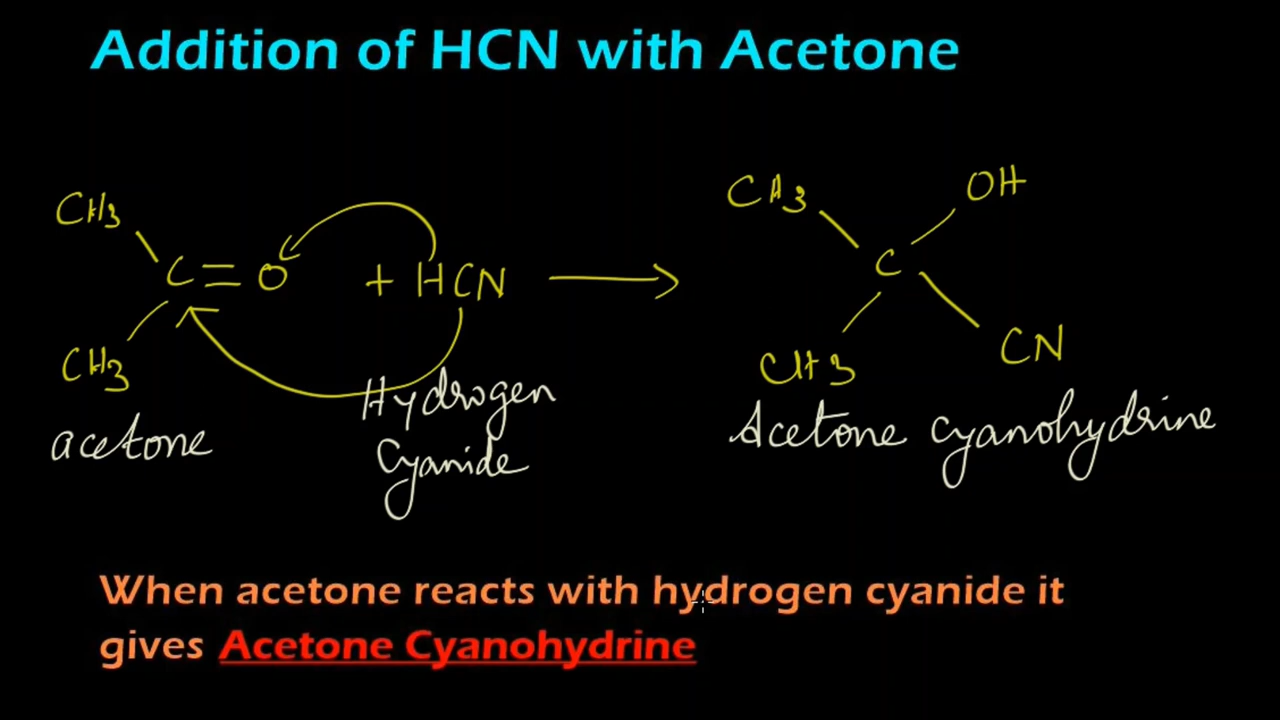 Addition of HCN with Acetone
CH3 CH3 OH
C=O + HCN → C
CH3 CH3 CN
acetone Hydrogen Cyanide Acetone cyanohydrine
When acetone reacts with hydrogen cyanide it
gives Acetone Cyanohydrine